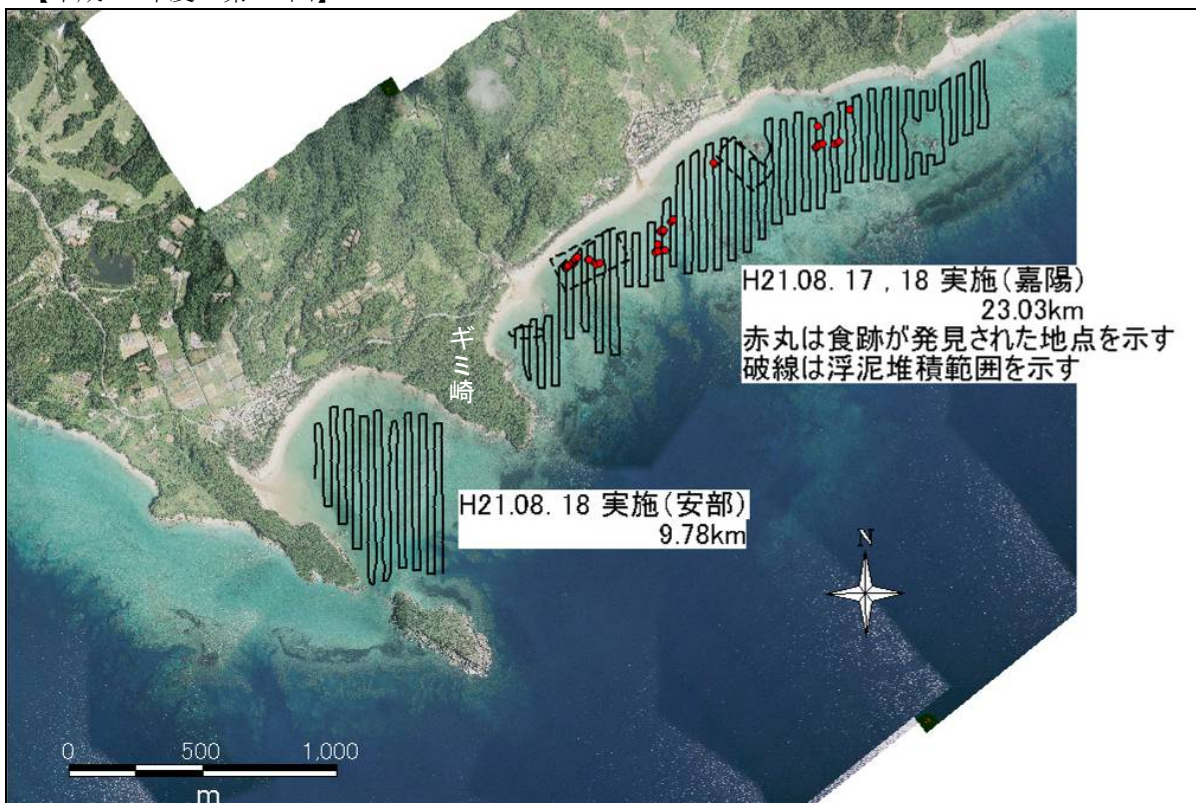 H21.08.17,18 実施(嘉陽)
23.03km
赤丸は食跡が発見された地点を示す
破線は浮泥堆積範囲を示す
ギミ崎
H21.08.18 実施(安部)
9.78km
N
0 500 1,000
m